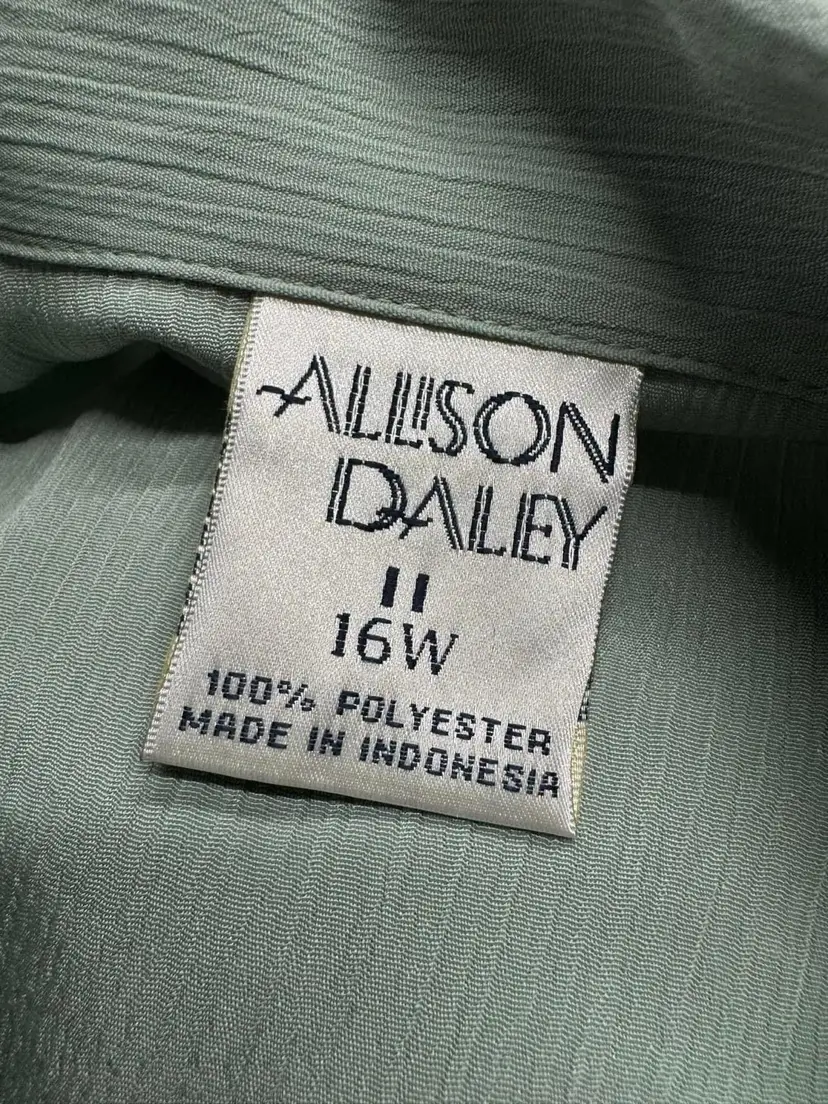 ALLISON
DALEY
II
16W
100% POLYESTER
MADE IN INDONESIA